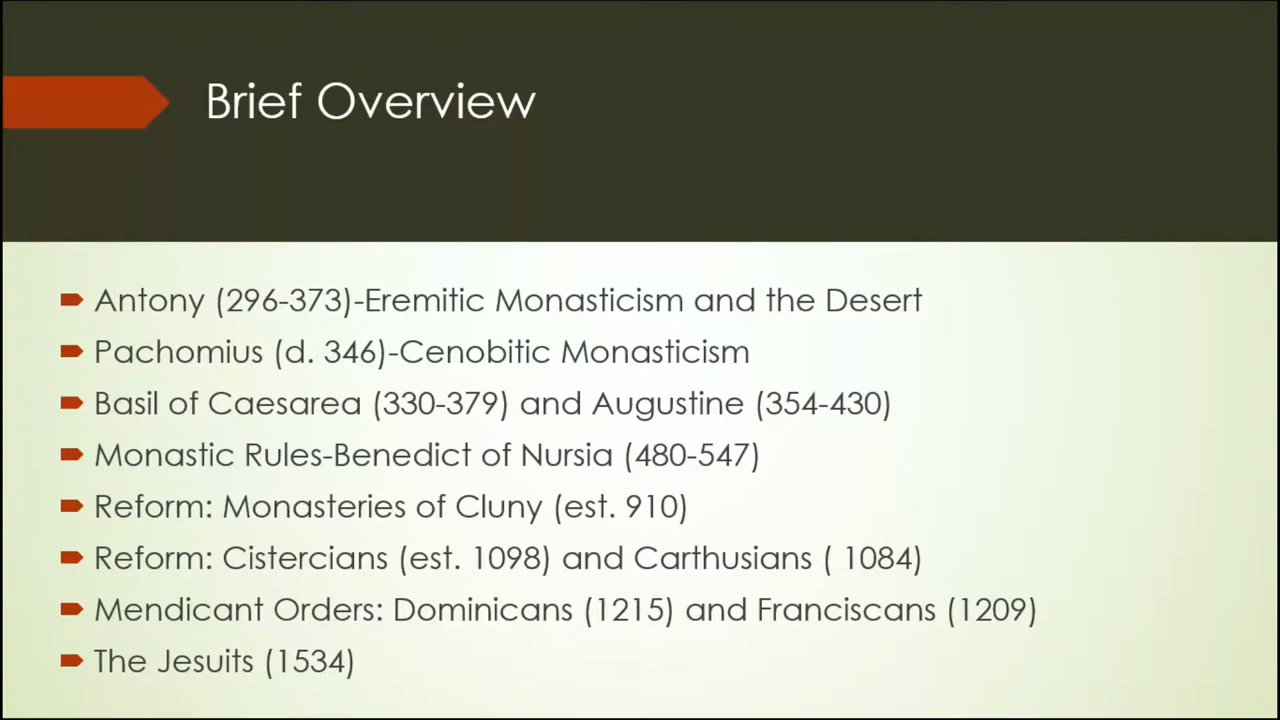 Brief Overview
Antony (296-373)-Eremitic Monasticism and the Desert
Pachomius (d. 346)-Cenobitic Monasticism
Basil of Caesarea (330-379) and Augustine (354-430)
Monastic Rules-Benedict of Nursia (480-547)
Reform: Monasteries of Cluny (est. 910)
Reform: Cistercians (est. 1098) and Carthusians ( 1084)
Mendicant Orders: Dominicans (1215) and Franciscans (1209)
The Jesuits (1534)